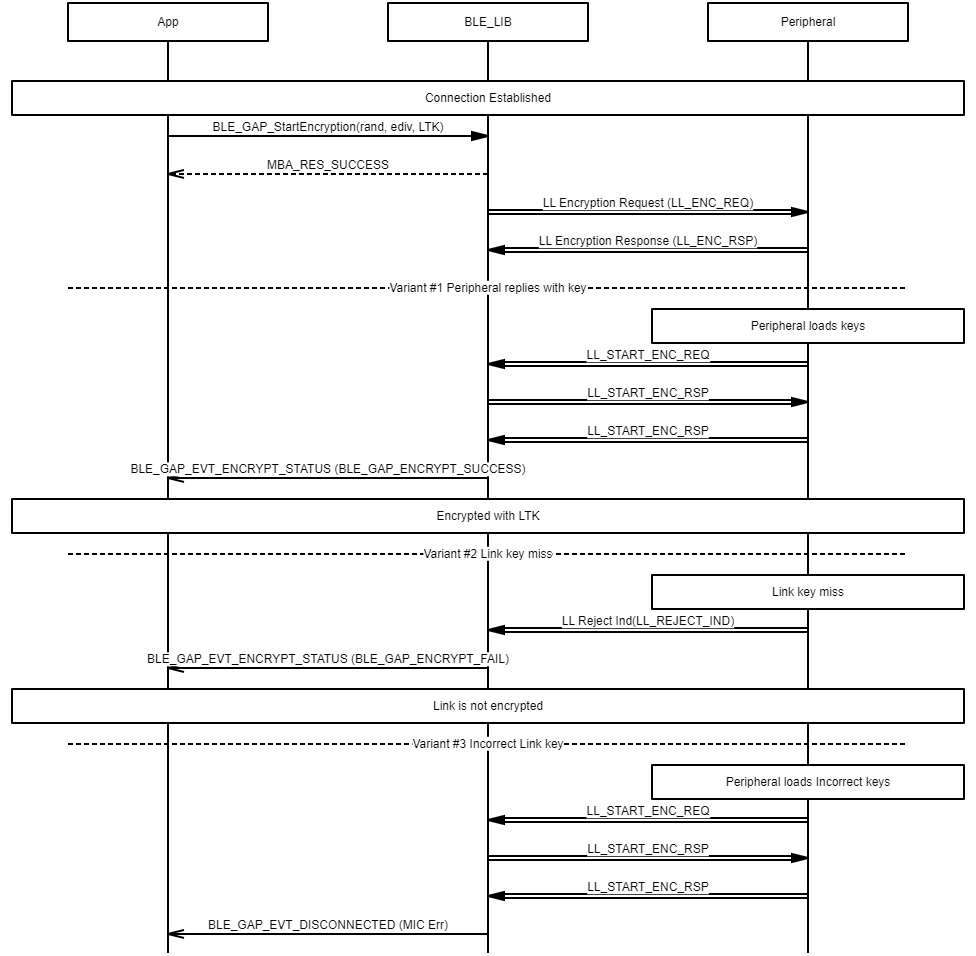 App
BLE_LIB
Peripheral
Connection Established
BLE_GAP_StartEncryption(rand, ediv, LTK)
MBA_RES_SUCCESS
LL Encryption Request (LL_ENC_REQ)
LL Encryption Response (LL_ENC_RSP)
Variant #1 Peripheral replies with key
Peripheral loads keys
LL_START_ENC_REQ
LL_START_ENC_RSP
LL_START_ENC_RSP
BLE_GAP_EVT_ENCRYPT_STATUS (BLE_GAP_ENCRYPT_SUCCESS)
Encrypted with LTK
Variant #2 Link key miss
Link key miss
LL Reject Ind(LL_REJECT_IND)
BLE_GAP_EVT_ENCRYPT_STATUS (BLE_GAP_ENCRYPT_FAIL)
Link is not encrypted
Variant #3 Incorrect Link key
Peripheral loads Incorrect keys
LL_START_ENC_REQ
LL_START_ENC_RSP
LL_START_ENC_RSP
BLE_GAP_EVT_DISCONNECTED (MIC Err)